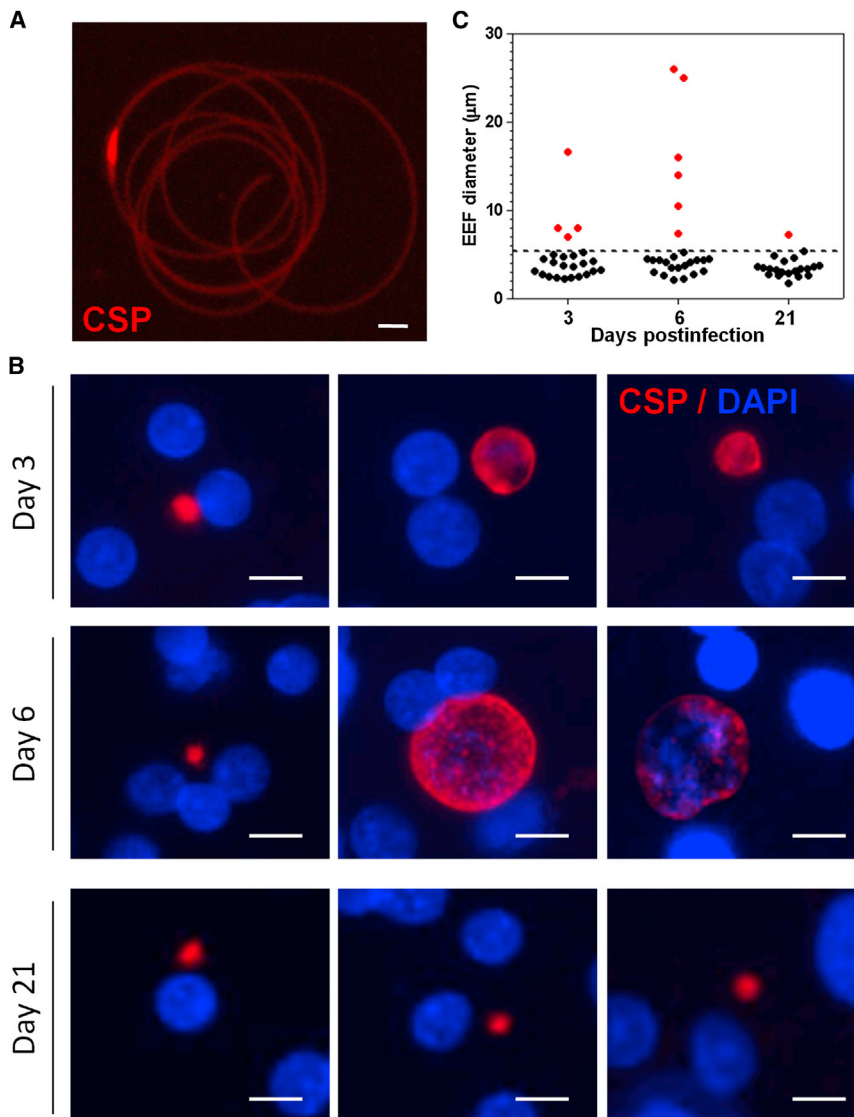 A
CSP
C
30
20
10
0
EEF diameter (μm)
3 6 21
Days postinfection
B
Day 3
CSP / DAPI
Day 6
Day 21